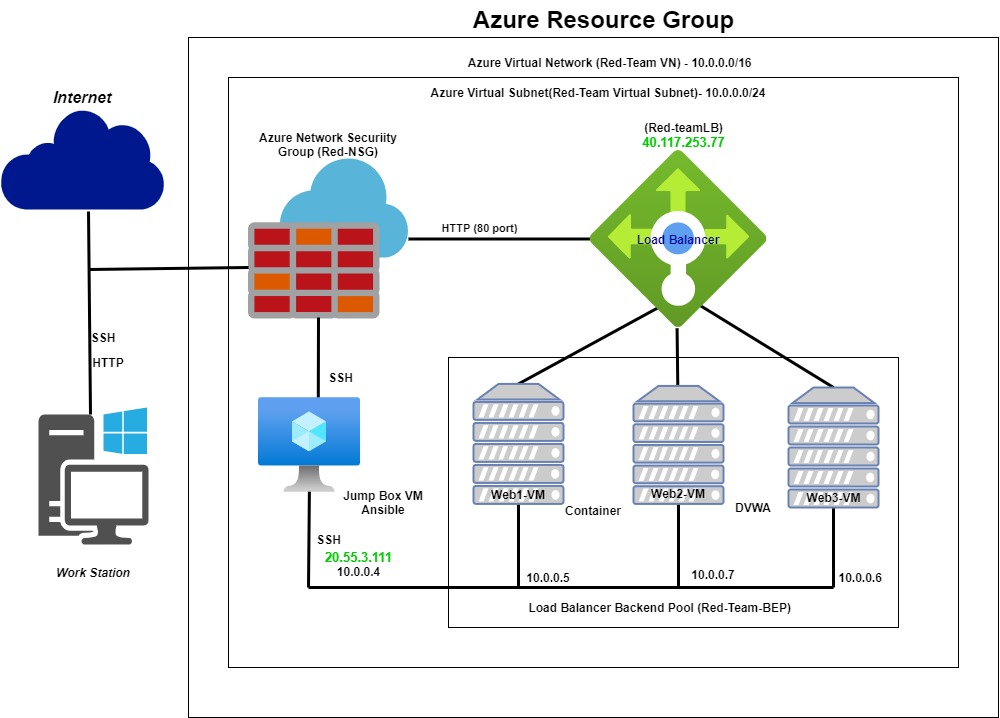 Azure Resource Group
Azure Virtual Network (Red-Team VN) - 10.0.0.0/16
Azure Virtual Subnet(Red-Team Virtual Subnet)- 10.0.0.0/24
Internet
Azure Network Securiity
Group (Red-NSG)
(Red-teamLB)
40.117.253.77
HTTP (80 port)
Load Balancer
SSH
HTTP
SSH
Jump Box VM
Ansible
Web1-VM
Web2-VM
Web3-VM
Container
DVWA
SSH
20.55.3.111
10.0.0.4
10.0.0.5
10.0.0.7
10.0.0.6
Work Station
Load Balancer Backend Pool (Red-Team-BEP)